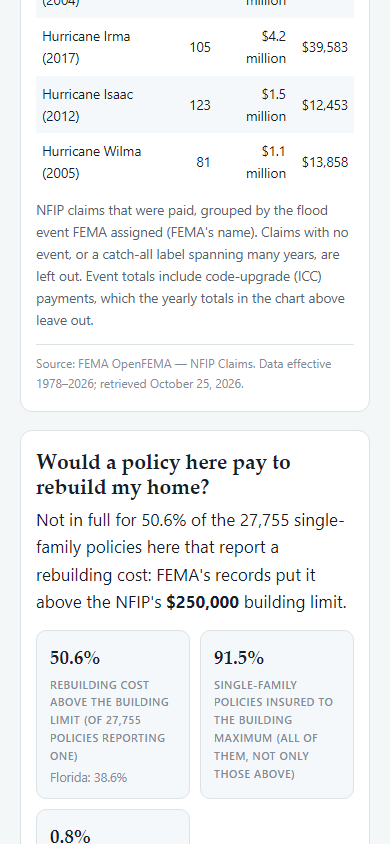 (2004) million
Hurricane Irma (2017) 105 $4.2 million $39,583
Hurricane Isaac (2012) 123 $1.5 million $12,453
Hurricane Wilma (2005) 81 $1.1 million $13,858
NFIP claims that were paid, grouped by the flood
event FEMA assigned (FEMA's name). Claims with no
event, or a catch-all label spanning many years, are
left out. Event totals include code-upgrade (ICC)
payments, which the yearly totals in the chart above
leave out.
Source: FEMA OpenFEMA — NFIP Claims. Data effective
1978–2026; retrieved October 25, 2026.
Would a policy here pay to
rebuild my home?
Not in full for 50.6% of the 27,755 single-
family policies here that report a
rebuilding cost: FEMA's records put it
above the NFIP's $250,000 building limit.
50.6%
REBUILDING COST
ABOVE THE BUILDING
LIMIT (OF 27,755
POLICIES REPORTING
ONE)
Florida: 38.6%
91.5%
SINGLE-FAMILY
POLICIES INSURED TO
THE BUILDING
MAXIMUM (ALL OF
THEM, NOT ONLY
THOSE ABOVE)
0.8%